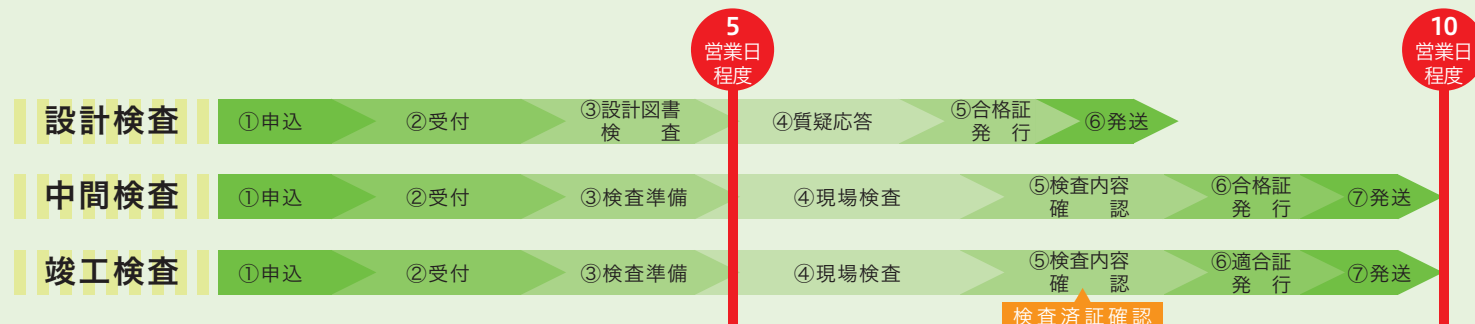 5
営業日
程度
10
営業日
程度
設計検査
①申込
②受付
③設計図書
検 査
④質疑応答
⑤合格証
発 行
⑥発送
中間検査
①申込
②受付
③検査準備
④現場検査
⑤検査内容
確 認
⑥合格証
発 行
⑦発送
竣工検査
①申込
②受付
③検査準備
④現場検査
⑤検査内容
確 認
⑥適合証
発 行
⑦発送
検査済証確認